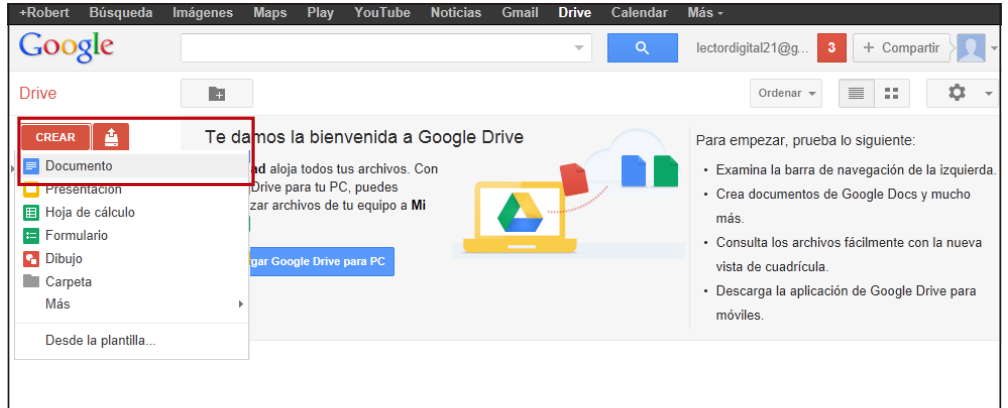 +Robert Búsqueda Imágenes Maps Play YouTube Noticias Gmail Drive Calendar Más
Google
lectordigital21@g... 3 + Compartir
Drive
Ordenar
CREAR
Documento
Presentación
Hoja de cálculo
Formulario
Dibujo
Carpeta
Más
Desde la plantilla...
Te damos la bienvenida a Google Drive
aloja todos tus archivos. Con
Drive para tu PC, puedes
archivos de tu equipo a Mi
Google Drive para PC
Para empezar, prueba lo siguiente:
• Examina la barra de navegación de la izquierda.
• Crea documentos de Google Docs y mucho
más.
• Consulta los archivos fácilmente con la nueva
vista de cuadrícula.
• Descarga la aplicación de Google Drive para
móviles.